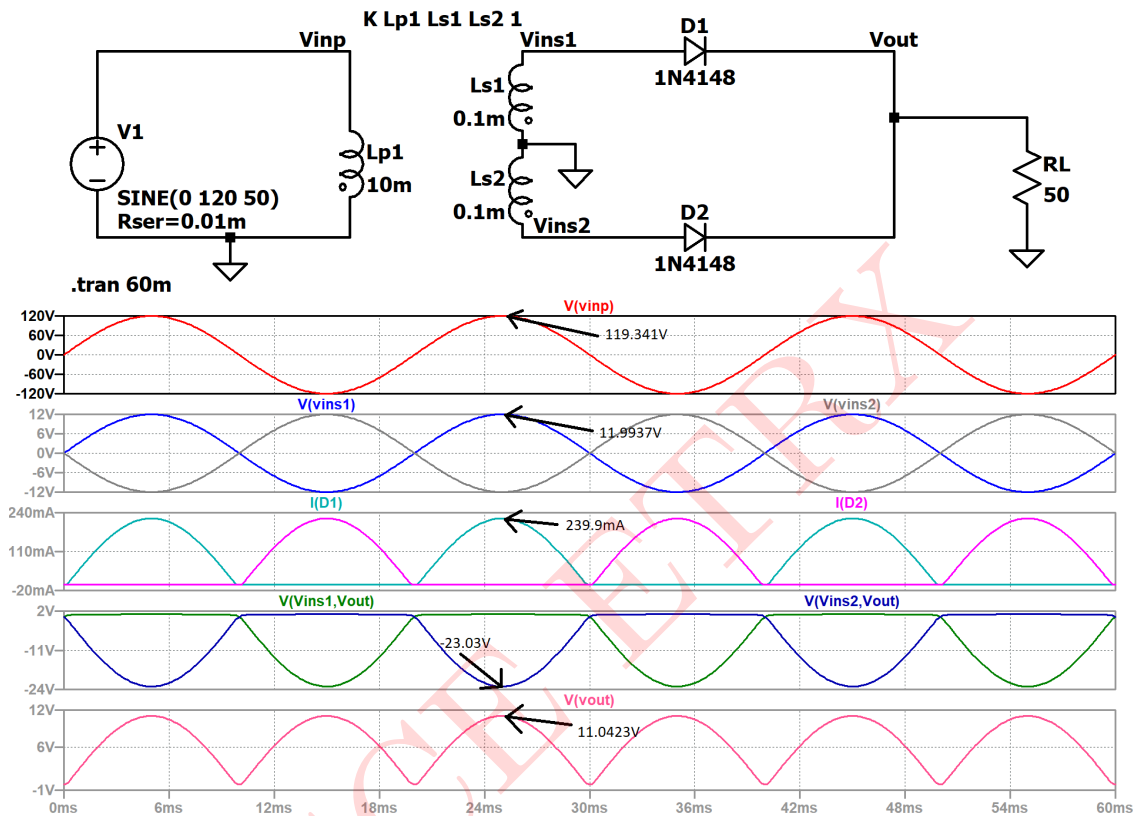 K Lp1 Ls1 Ls2 1
Vinp
Vins1
D1
Vout
1N4148
Ls1
0.1m
V1
Lp1
10m
SINE(0 120 50)
Rser=0.01m
Ls2
0.1m
Vins2
D2
1N4148
RL
50
.tran 60m
V(vinp)
120V
60V
0V
-60V
-120V
119.341V
V(vins1)
V(vins2)
12V
6V
0V
-6V
-12V
11.9937V
I(D1)
I(D2)
240mA
110mA
-20mA
239.9mA
V(Vins1,Vout)
V(Vins2,Vout)
2V
-11V
-24V
-23.03V
V(vout)
12V
6V
-1V
11.0423V
0ms
6ms
12ms
18ms
24ms
30ms
36ms
42ms
48ms
54ms
60ms
CE ETRX